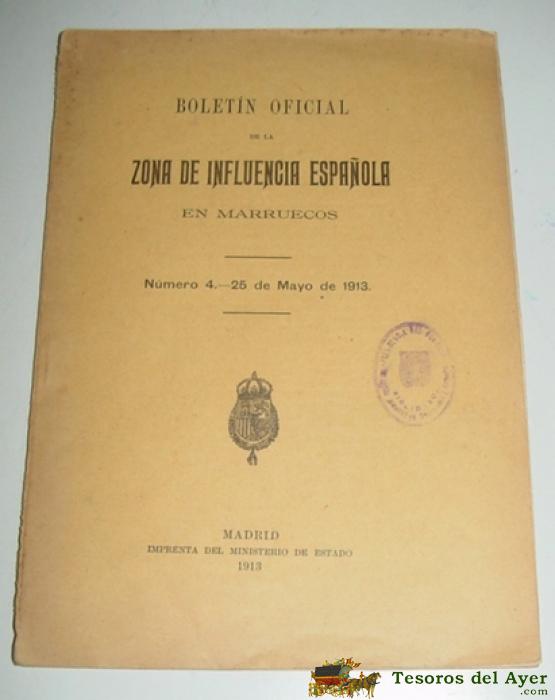 BOLETÍN OFICIAL
DE LA
ZONA DE INFLUENCIA ESPAÑOLA
EN MARRUECOS
Número 4.—25 de Mayo de 1913.
MADRID
IMPRENTA DEL MINISTERIO DE ESTADO
1913
Tesoros del Ayer
.com